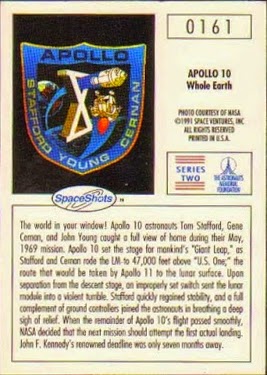 0161
APOLLO
STAFFORD YOUNG CERNAN
APOLLO 10
Whole Earth
PHOTO COURTESY OF NASA
©1991 SPACE VENTURES, INC
ALL RIGHTS RESERVED
PRINTED IN U.S.A.
SERIES
TWO
THE ASTRONAUTS
MEMORIAL
FOUNDATION
SpaceShots ™
The world in your window! Apollo 10 astronauts Tom Stafford, Gene
Cernan, and John Young caught a full view of home during their May,
1969 mission. Apollo 10 set the stage for mankind's "Giant Leap," as
Stafford and Cernan rode the LM to 47,000 feet above "U.S. One," the
the route that would be taken by Apollo 11 to the lunar surface. Upon
separation from the descent stage, an improperly set switch sent the lunar
module into a violent tumble. Stafford quickly regained stability, and a full
complement of ground controllers joined the astronauts in breathing a deep
sigh of relief. When the remainder of Apollo 10's flight passed smoothly,
NASA decided that the next mission should attempt the first actual landing.
John F. Kennedy's renowned deadline was only seven months away.